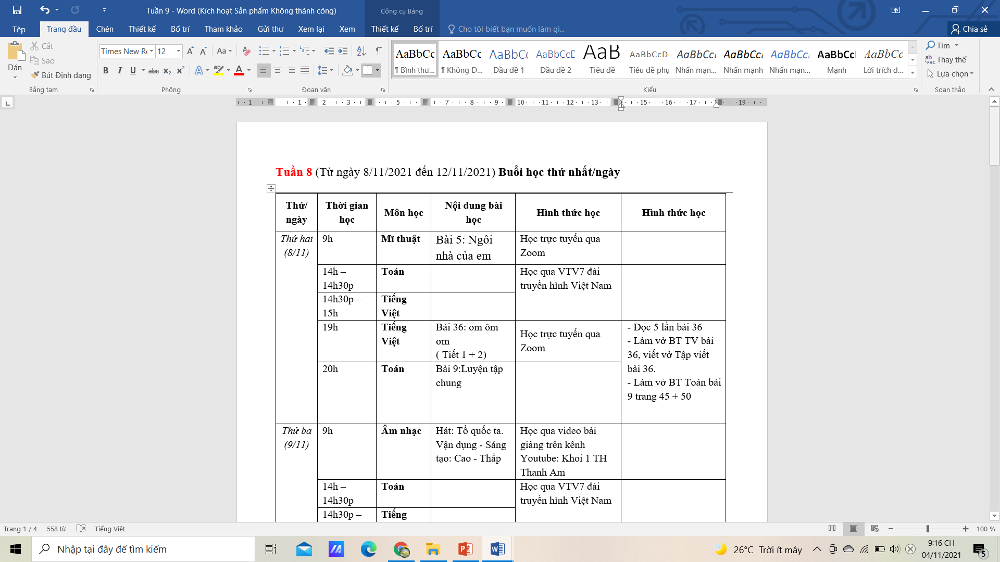 Tuần 9 - Word (Kích hoạt Sản phẩm Không thành công)
Công cụ Bảng
Tệp Trang đầu Chèn Thiết kế Bố trí Tham khảo Gửi thư Xem lại Xem Thiết kế Bố trí Cho tôi biết bạn muốn làm gì... Chia sẻ
Dán
Cắt
Sao
Bút Định dạng
Bảng tạm
Times New Ro 12
Phông
Đoạn văn
AaBbCc AaBbCc AaBbCc AaBbCcD AaB AaBbCcD AaBbCcI AaBbCcI AaBbCcI AaBbCcI AaBbCc
¶ Bình thư... ¶ Không D... Đầu đề 1 Đầu đề 2 Tiêu đề Tiêu đề phụ Nhấn mạn... Nhấn mạnh Nhấn mạn... Mạnh Lời trích d...
Kiểu
Tìm
Thay thế
Lựa chọn
Soạn thảo
1 1 2 3 5 7 8 9 10 11 12 13 15 16 17 18 19
Tuần 8 (Từ ngày 8/11/2021 đến 12/11/2021) Buổi học thứ nhất/ngày
Thứ/
ngày
Thời gian
học
Môn học
Nội dung bài
học
Hình thức học
Hình thức học
Thứ hai
(8/11)
9h
Mĩ thuật
Bài 5: Ngôi
nhà của em
Học trực tuyến qua
Zoom
14h –
14h30p
Toán
Học qua VTV7 đài
truyền hình Việt Nam
14h30p –
15h
Tiếng
Việt
19h
Tiếng
Việt
Bài 36: om ôm
ơm
( Tiết 1 + 2)
Học trực tuyến qua
Zoom
- Đọc 5 lần bài 36
- Làm vở BT TV bài
36, viết vở Tập viết
bài 36.
- Làm vở BT Toán bài
9 trang 45 + 50
20h
Toán
Bài 9:Luyện tập
chung
Thứ ba
(9/11)
9h
Âm nhạc
Hát: Tổ quốc ta.
Vận dụng - Sáng
tạo: Cao - Thấp
Học qua video bài
giảng trên kênh
Youtube: Khoi 1 TH
Thanh Am
14h –
14h30p
Toán
Học qua VTV7 đài
truyền hình Việt Nam
14h30p –
Tiếng
Trang 1 / 4 558 từ Tiếng Việt 100 %
Nhập tại đây để tìm kiếm
26°C Trời ít mây
9:16 CH
04/11/2021
5